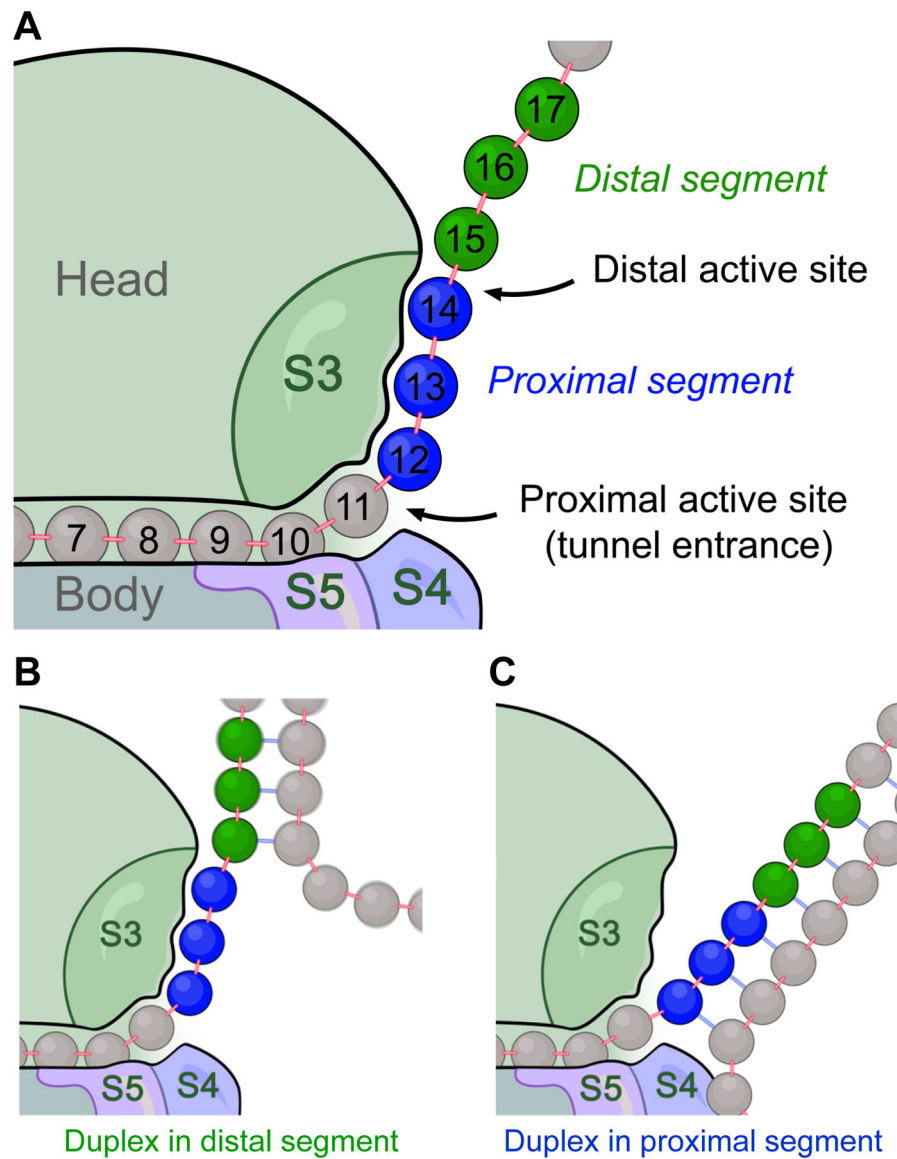 A
17
16
Distal segment
15
Head
Distal active site
14
S3
13
Proximal segment
12
Proximal active site
(tunnel entrance)
11
7 8 9 10
Body
S5
S4
B
S3
S5
S4
Duplex in distal segment
C
S3
S5
S4
Duplex in proximal segment